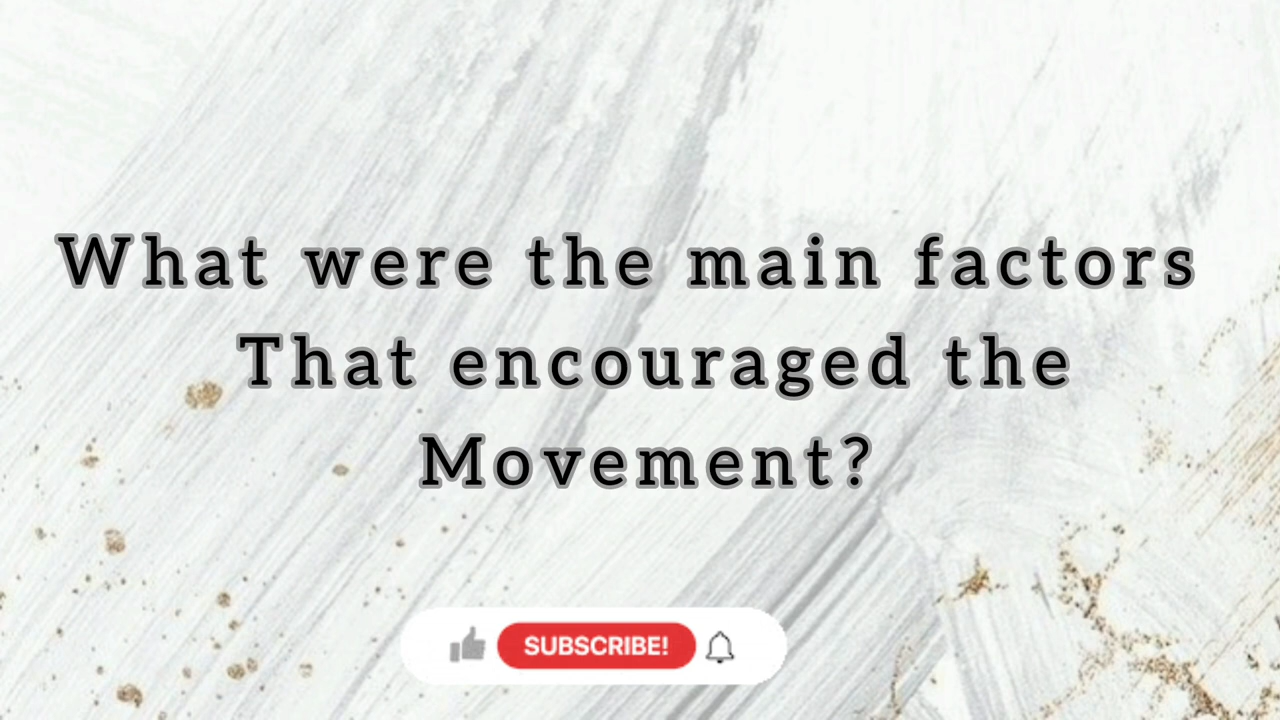 What were the main factors
That encouraged the
Movement?
SUBSCRIBE!